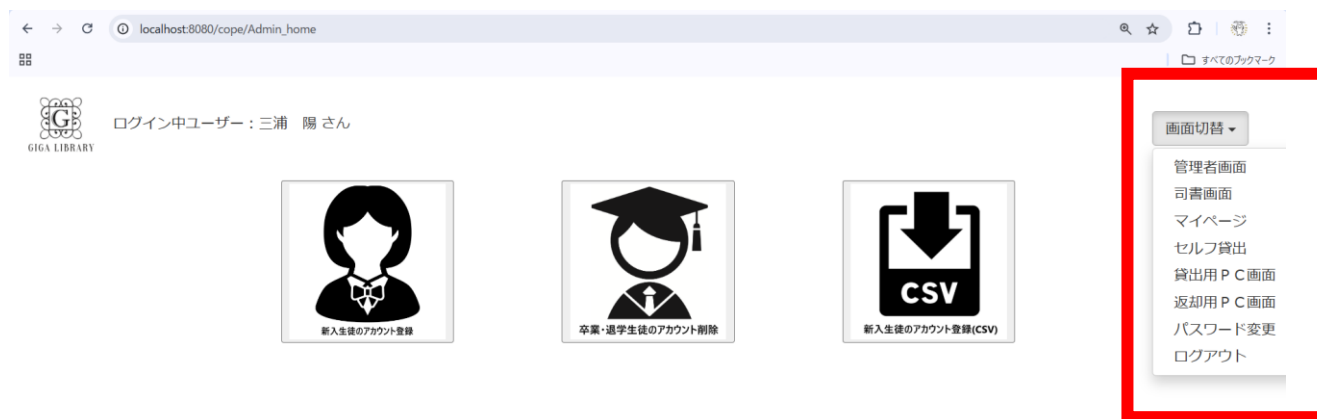 localhost:8080/cope/Admin_home
すべてのブックマーク
G
GIGA LIBRARY
ログイン中ユーザー：三浦　陽 さん
画面切替
管理者画面
司書画面
マイページ
セルフ貸出
貸出用ＰＣ画面
返却用ＰＣ画面
パスワード変更
ログアウト
新入生徒のアカウント登録
卒業・退学生徒のアカウント削除
CSV
新入生徒のアカウント登録(CSV)